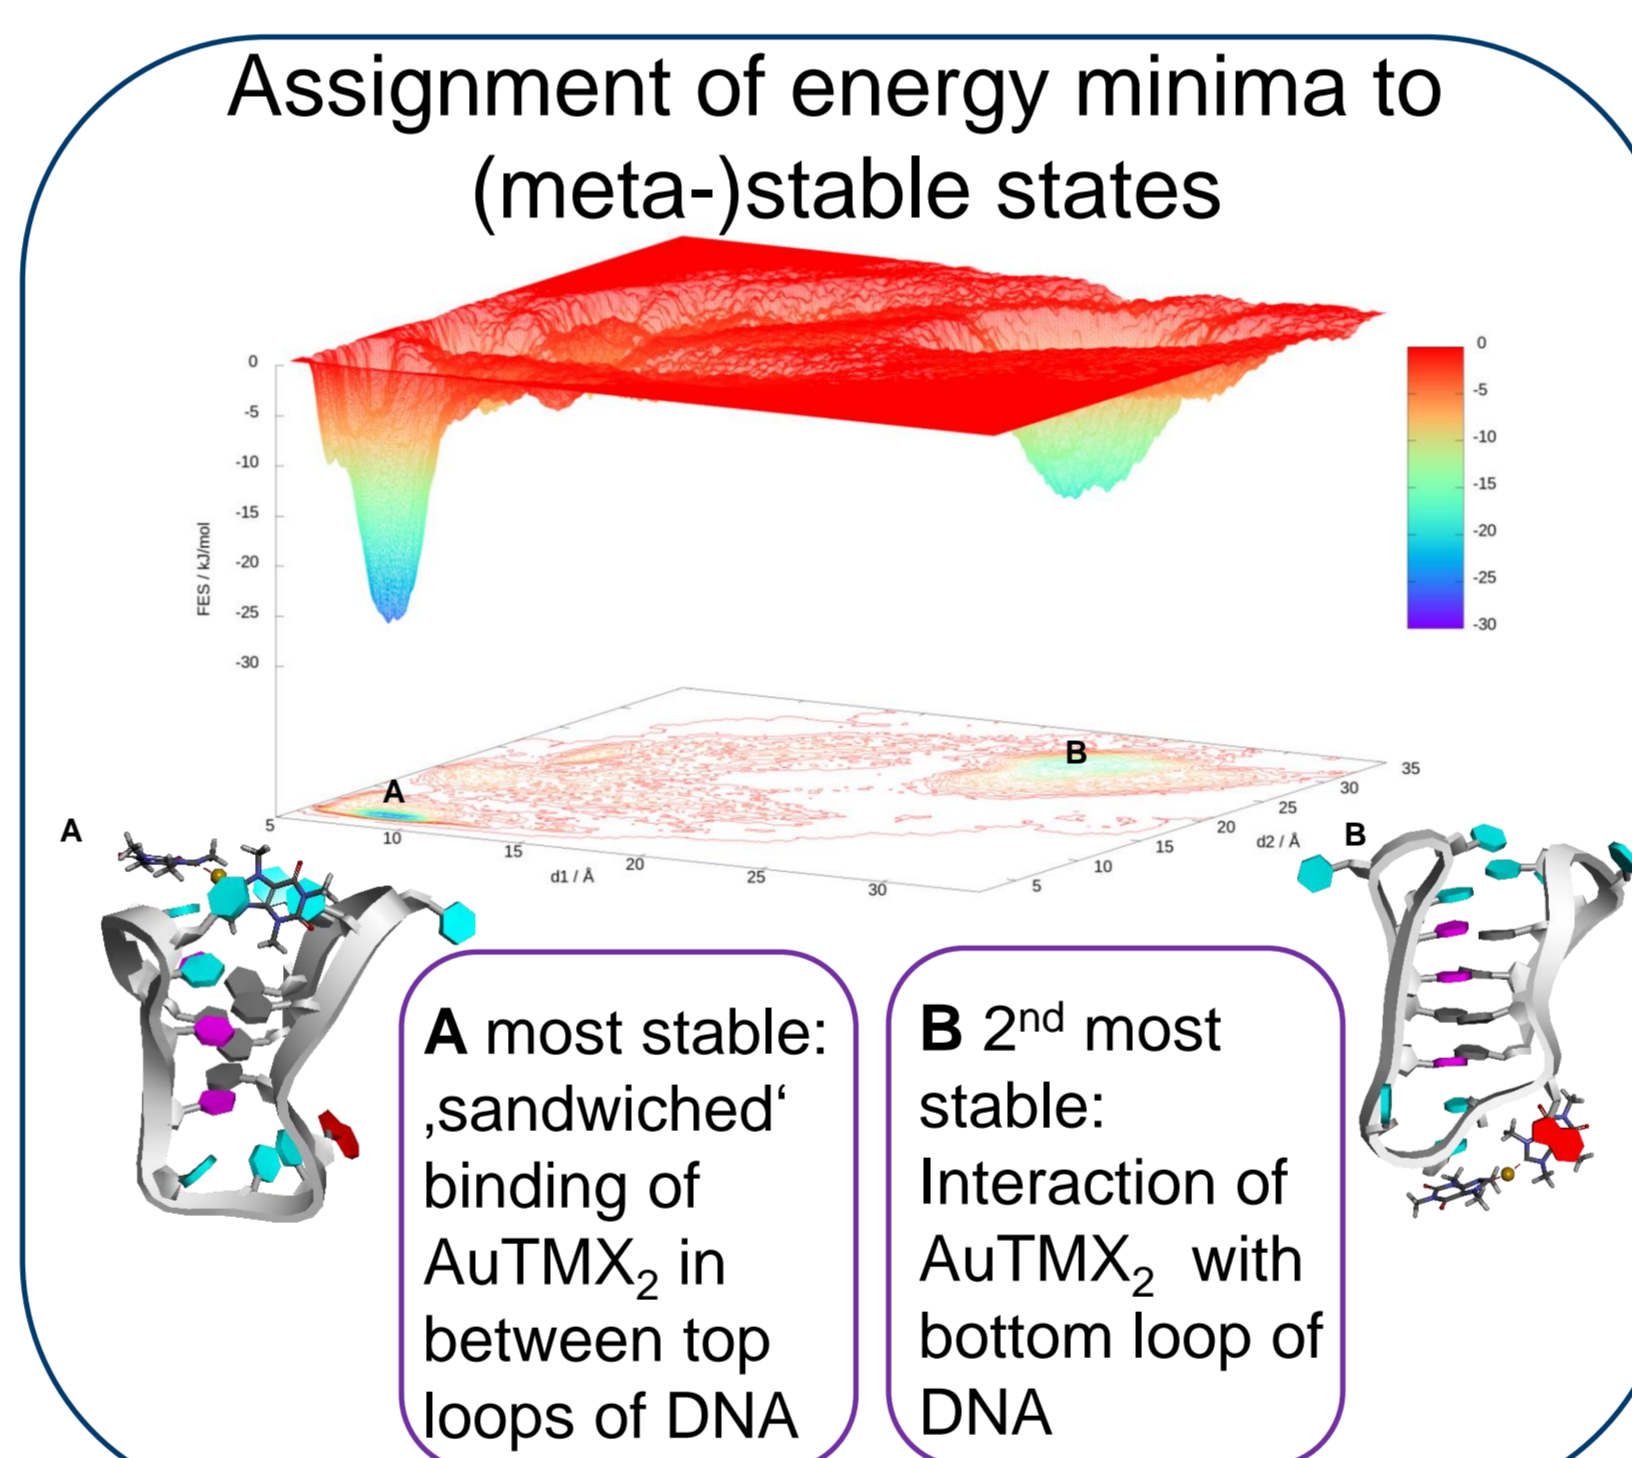 Assignment of energy minima to
(meta-)stable states
0
-5
-10
-15
-20
-25
-30
FES / kJ/mol
0
-5
-10
-15
-20
-25
-30
A
B
5
10
15
20
25
30
d1 / Å
5
10
15
20
25
30
35
d2 / Å
A
B
A most stable:
‚sandwiched‘
binding of
AuTMX₂ in
between top
loops of DNA
B 2ⁿᵈ most
stable:
Interaction of
AuTMX₂ with
bottom loop of
DNA